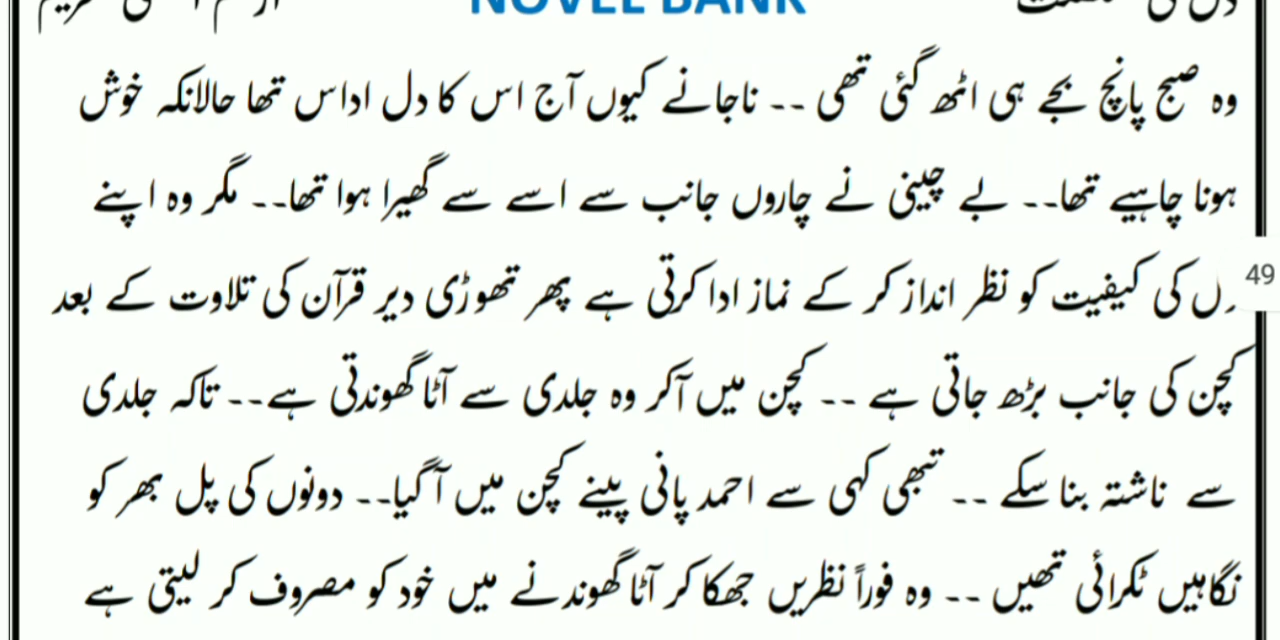 NOVEL BANK
وہ صبح پانچ بجے ہی اٹھ گئی تھی -- ناجانے کیوں آج اس کا دل اداس تھا حالانکہ خوش
ہونا چاہیے تھا-- بے چینی نے چاروں جانب سے اسے سے گھیرا ہوا تھا-- مگر وہ اپنے
کی کیفیت کو نظر انداز کر کے نماز ادا کرتی ہے پھر تھوڑی دیر قرآن کی تلاوت کے بعد
49
کچن کی جانب بڑھ جاتی ہے -- کچن میں آکر وہ جلدی سے آٹا گھوندتی ہے-- تاکہ جلدی
سے ناشتہ بنا سکے -- تبھی کہی سے احمد پانی پینے کچن میں آگیا-- دونوں کی پل بھر کو
نگاہیں ٹکرائی تھیں -- وہ فوراً نظریں جھکا کر آٹا گھوندنے میں خود کو مصروف کر لیتی ہے